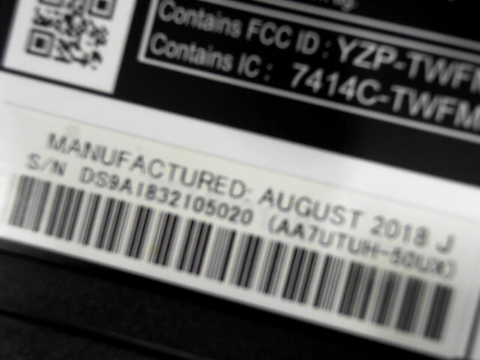 Contains FCC ID : YZP-TWFM
Contains IC : 7414C-TWFM
MANUFACTURED: AUGUST 2018 J
S/N DS9A1832105020 (AA7UTUH-50UX)